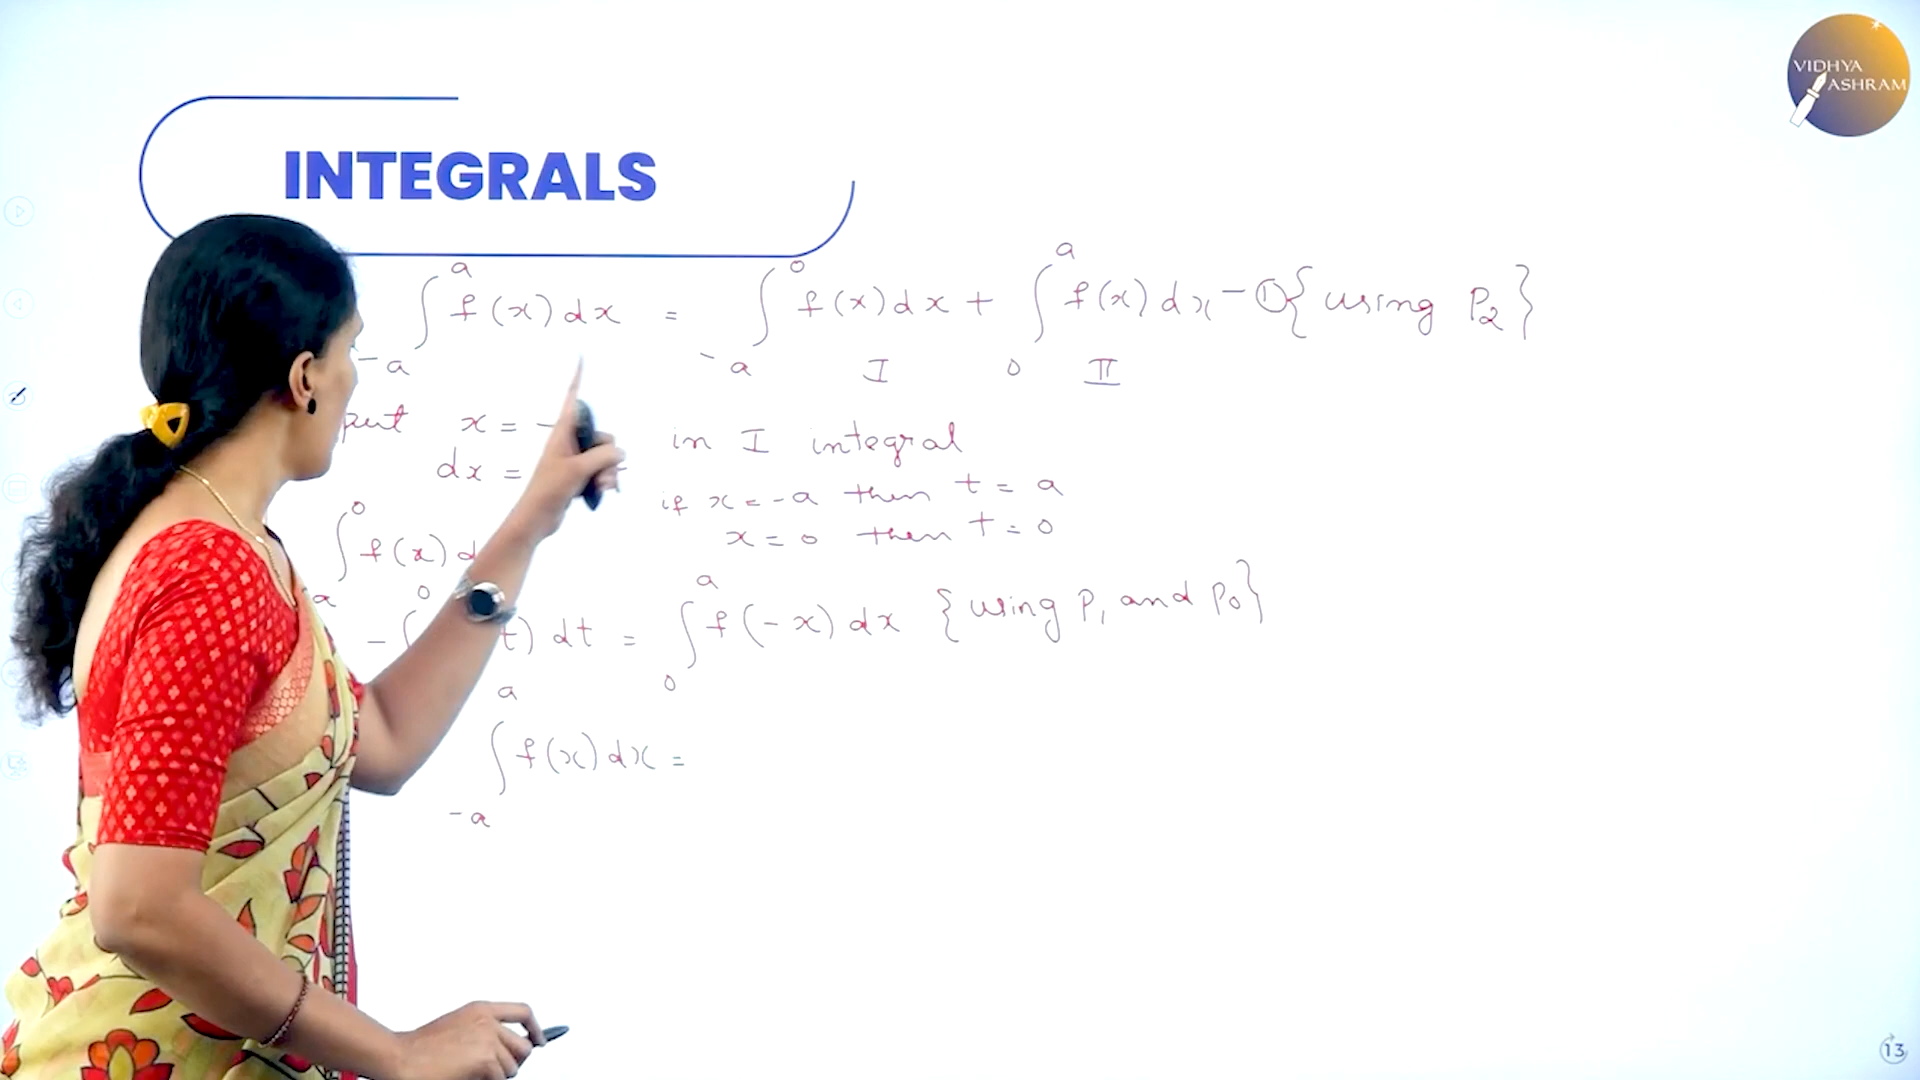 VIDHYA ASHRAM
INTEGRALS
∫_{-a}^{a} f(x) dx = ∫_{-a}^{0} f(x) dx + ∫_{0}^{a} f(x) dx - ① {using P₂}
I II
put x = - in I integral
dx =
if x = -a then t = a
x = 0 then t = 0
∫_{a}^{0} f(x) d
- ∫ t) dt = ∫_{0}^{a} f(-x) dx {using P₁ and P₀}
∫_{-a}^{a} f(x) dx =
13